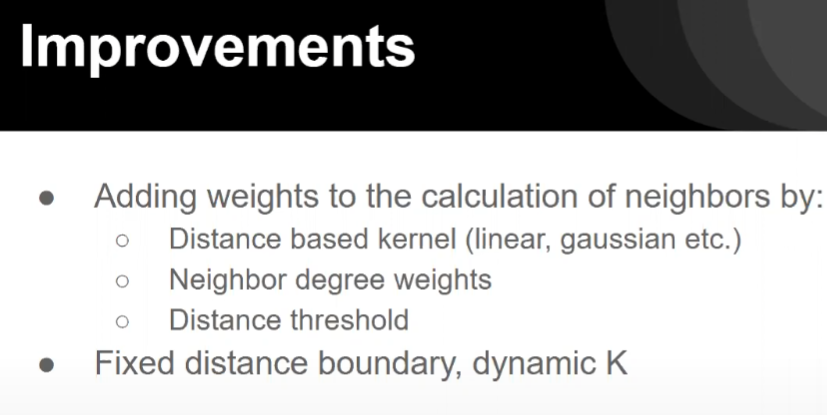 Improvements
● Adding weights to the calculation of neighbors by:
○ Distance based kernel (linear, gaussian etc.)
○ Neighbor degree weights
○ Distance threshold
● Fixed distance boundary, dynamic K